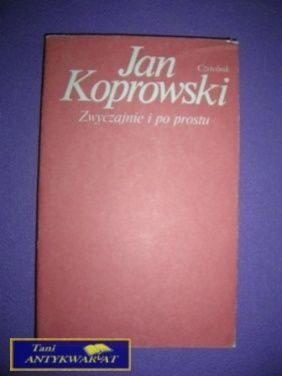 Jan
Czytelnik
Koprowski
Zwyczajnie i po prostu
Tani
ANTYKWARIAT